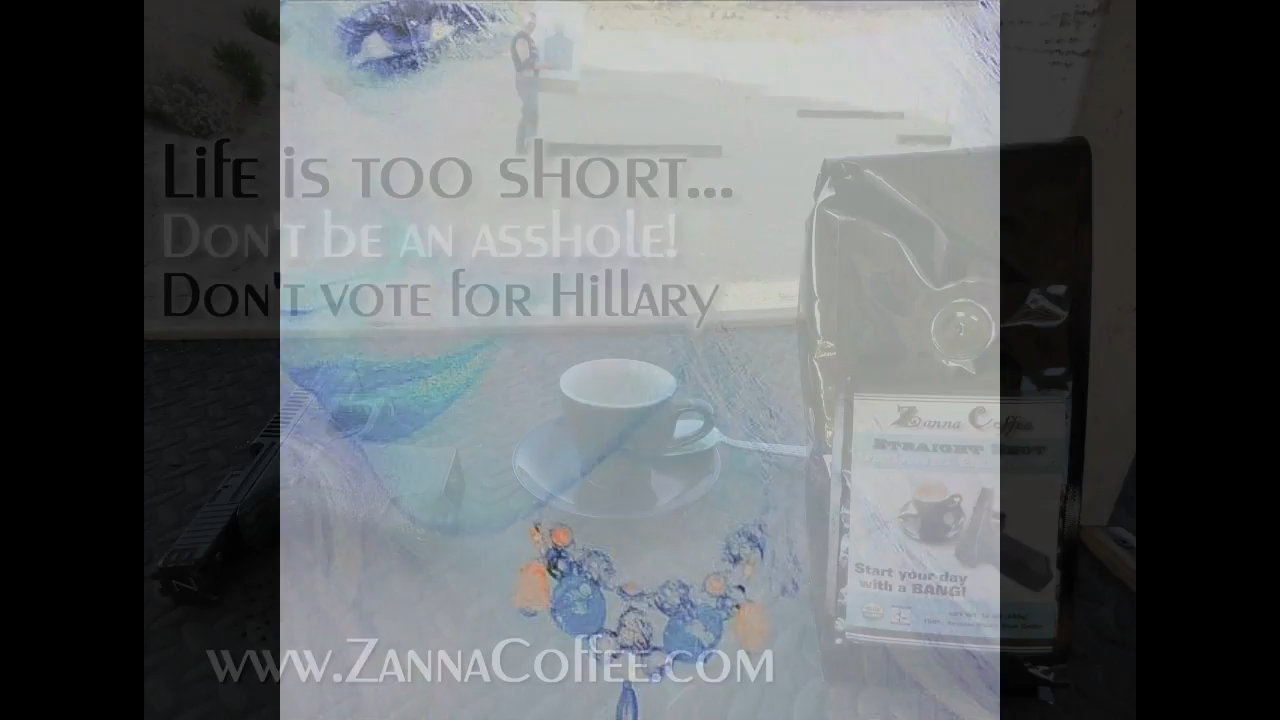 Life is too short...
Don't be an asshole!
Don't vote for Hillary
Zanna Coffee
Straight Shot
Start your day
with a BANG!
www.ZannaCoffee.com